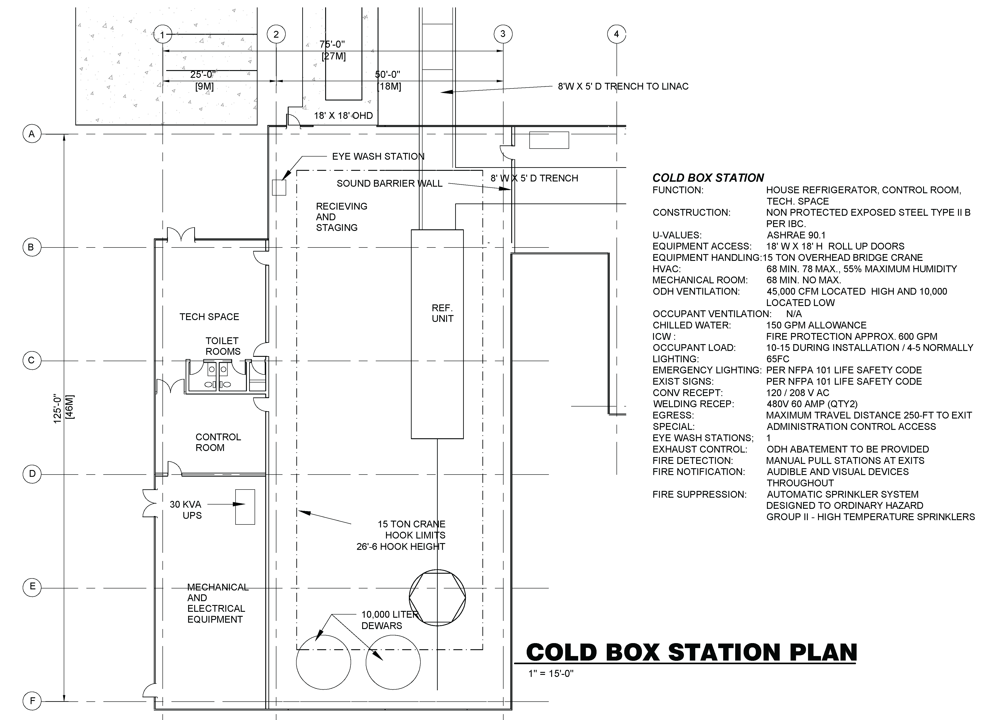 1
2
3
4
75'-0"
[27M]
25'-0"
[9M]
50'-0"
[18M]
8'W X 5' D TRENCH TO LINAC
18' X 18' OHD
A
EYE WASH STATION
SOUND BARRIER WALL
8' W X 5' D TRENCH
RECIEVING
AND
STAGING
B
TECH SPACE
TOILET
ROOMS
REF.
UNIT
C
125'-0"
[46M]
CONTROL
ROOM
D
30 KVA
UPS
15 TON CRANE
HOOK LIMITS
26'-6 HOOK HEIGHT
E
MECHANICAL
AND
ELECTRICAL
EQUIPMENT
10,000 LITER
DEWARS
F
COLD BOX STATION
FUNCTION: HOUSE REFRIGERATOR, CONTROL ROOM,
TECH. SPACE
CONSTRUCTION: NON PROTECTED EXPOSED STEEL TYPE II B
PER IBC.
U-VALUES: ASHRAE 90.1
EQUIPMENT ACCESS: 18' W X 18' H ROLL UP DOORS
EQUIPMENT HANDLING:15 TON OVERHEAD BRIDGE CRANE
HVAC: 68 MIN. 78 MAX., 55% MAXIMUM HUMIDITY
MECHANICAL ROOM: 68 MIN. NO MAX.
ODH VENTILATION: 45,000 CFM LOCATED HIGH AND 10,000
LOCATED LOW
OCCUPANT VENTILATION: N/A
CHILLED WATER: 150 GPM ALLOWANCE
ICW : FIRE PROTECTION APPROX. 600 GPM
OCCUPANT LOAD: 10-15 DURING INSTALLATION / 4-5 NORMALLY
LIGHTING: 65FC
EMERGENCY LIGHTING: PER NFPA 101 LIFE SAFETY CODE
EXIST SIGNS: PER NFPA 101 LIFE SAFETY CODE
CONV RECEPT: 120 / 208 V AC
WELDING RECEP: 480V 60 AMP (QTY2)
EGRESS: MAXIMUM TRAVEL DISTANCE 250-FT TO EXIT
SPECIAL: ADMINISTRATION CONTROL ACCESS
EYE WASH STATIONS; 1
EXHAUST CONTROL: ODH ABATEMENT TO BE PROVIDED
FIRE DETECTION: MANUAL PULL STATIONS AT EXITS
FIRE NOTIFICATION: AUDIBLE AND VISUAL DEVICES
THROUGHOUT
FIRE SUPPRESSION: AUTOMATIC SPRINKLER SYSTEM
DESIGNED TO ORDINARY HAZARD
GROUP II - HIGH TEMPERATURE SPRINKLERS
COLD BOX STATION PLAN
1" = 15'-0"